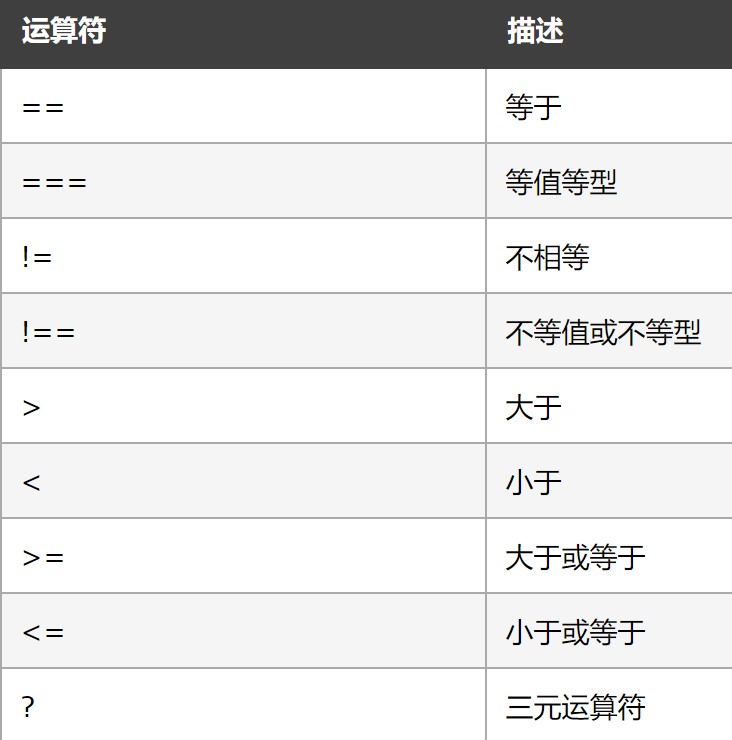 运算符 描述
== 等于
=== 等值等型
!= 不相等
!== 不等值或不等型
> 大于
< 小于
>= 大于或等于
<= 小于或等于
? 三元运算符